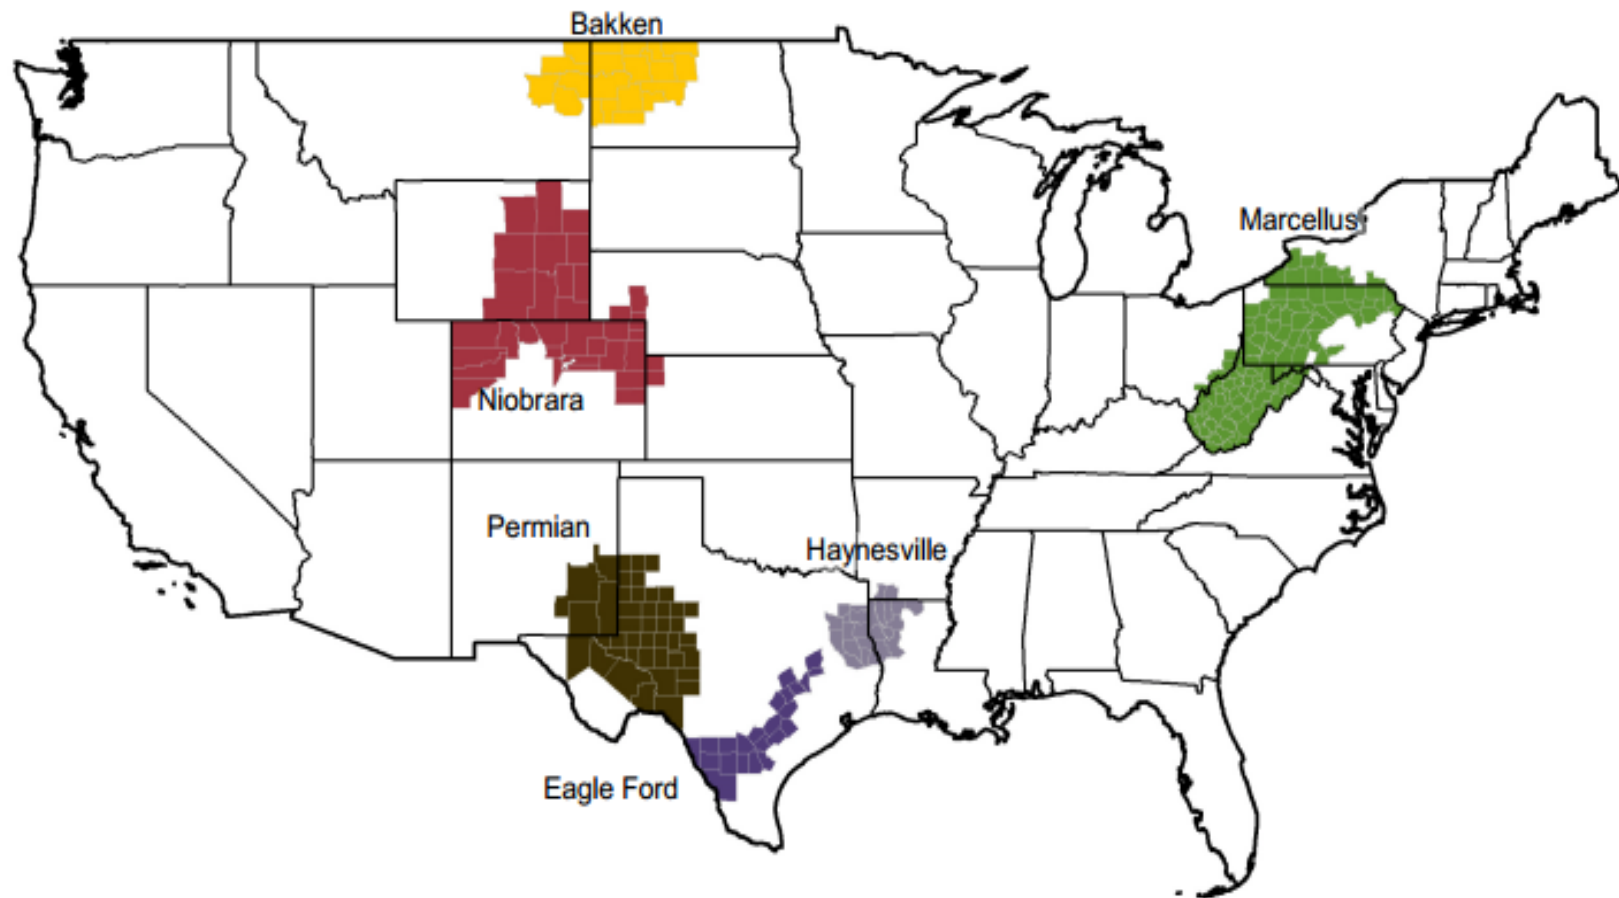 Bakken
Marcellus
Niobrara
Permian
Haynesville
Eagle Ford